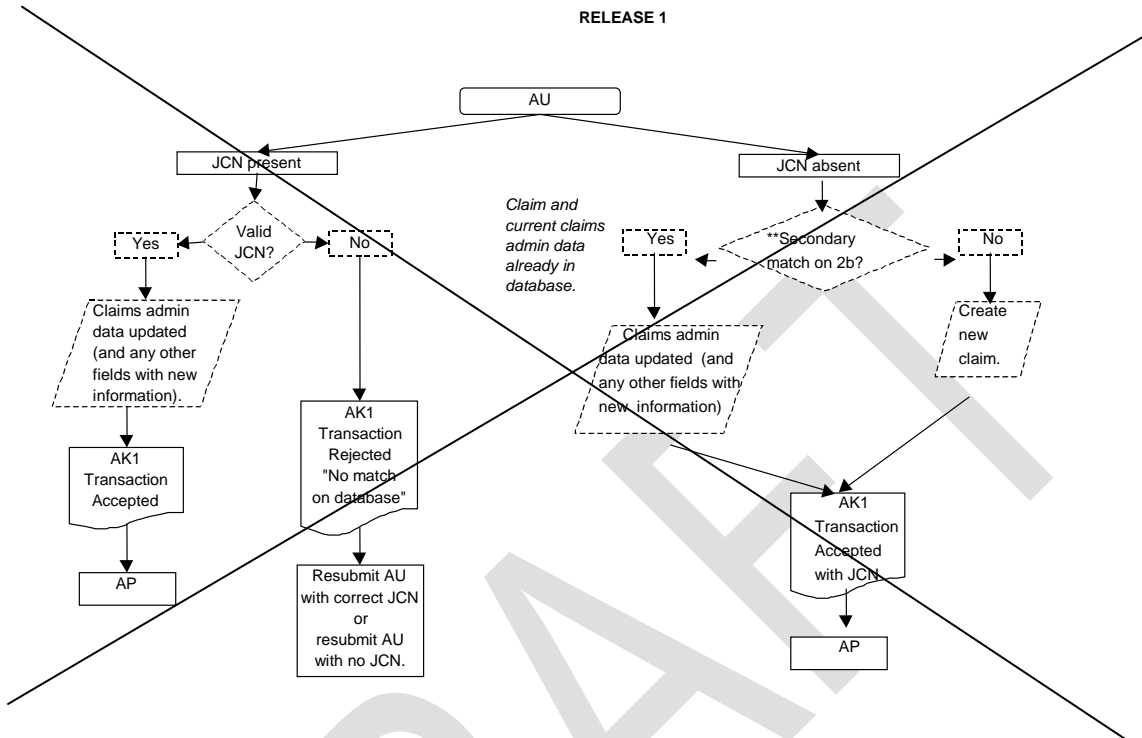 RELEASE 1
AU
JCN present
JCN absent
Valid
JCN?
Yes
No
Claim and
current claims
admin data
already in
database.
Yes
**Secondary
match on 2b?
No
Claims admin
data updated
(and any other
fields with new
information).
Claims admin
data updated (and
any other fields with
new information)
Create
new
claim.
AK1
Transaction
Accepted
AK1
Transaction
Rejected
"No match
on database"
AK1
Transaction
Accepted
with JCN
AP
Resubmit AU
with correct JCN
or
resubmit AU
with no JCN.
AP
DRAFT